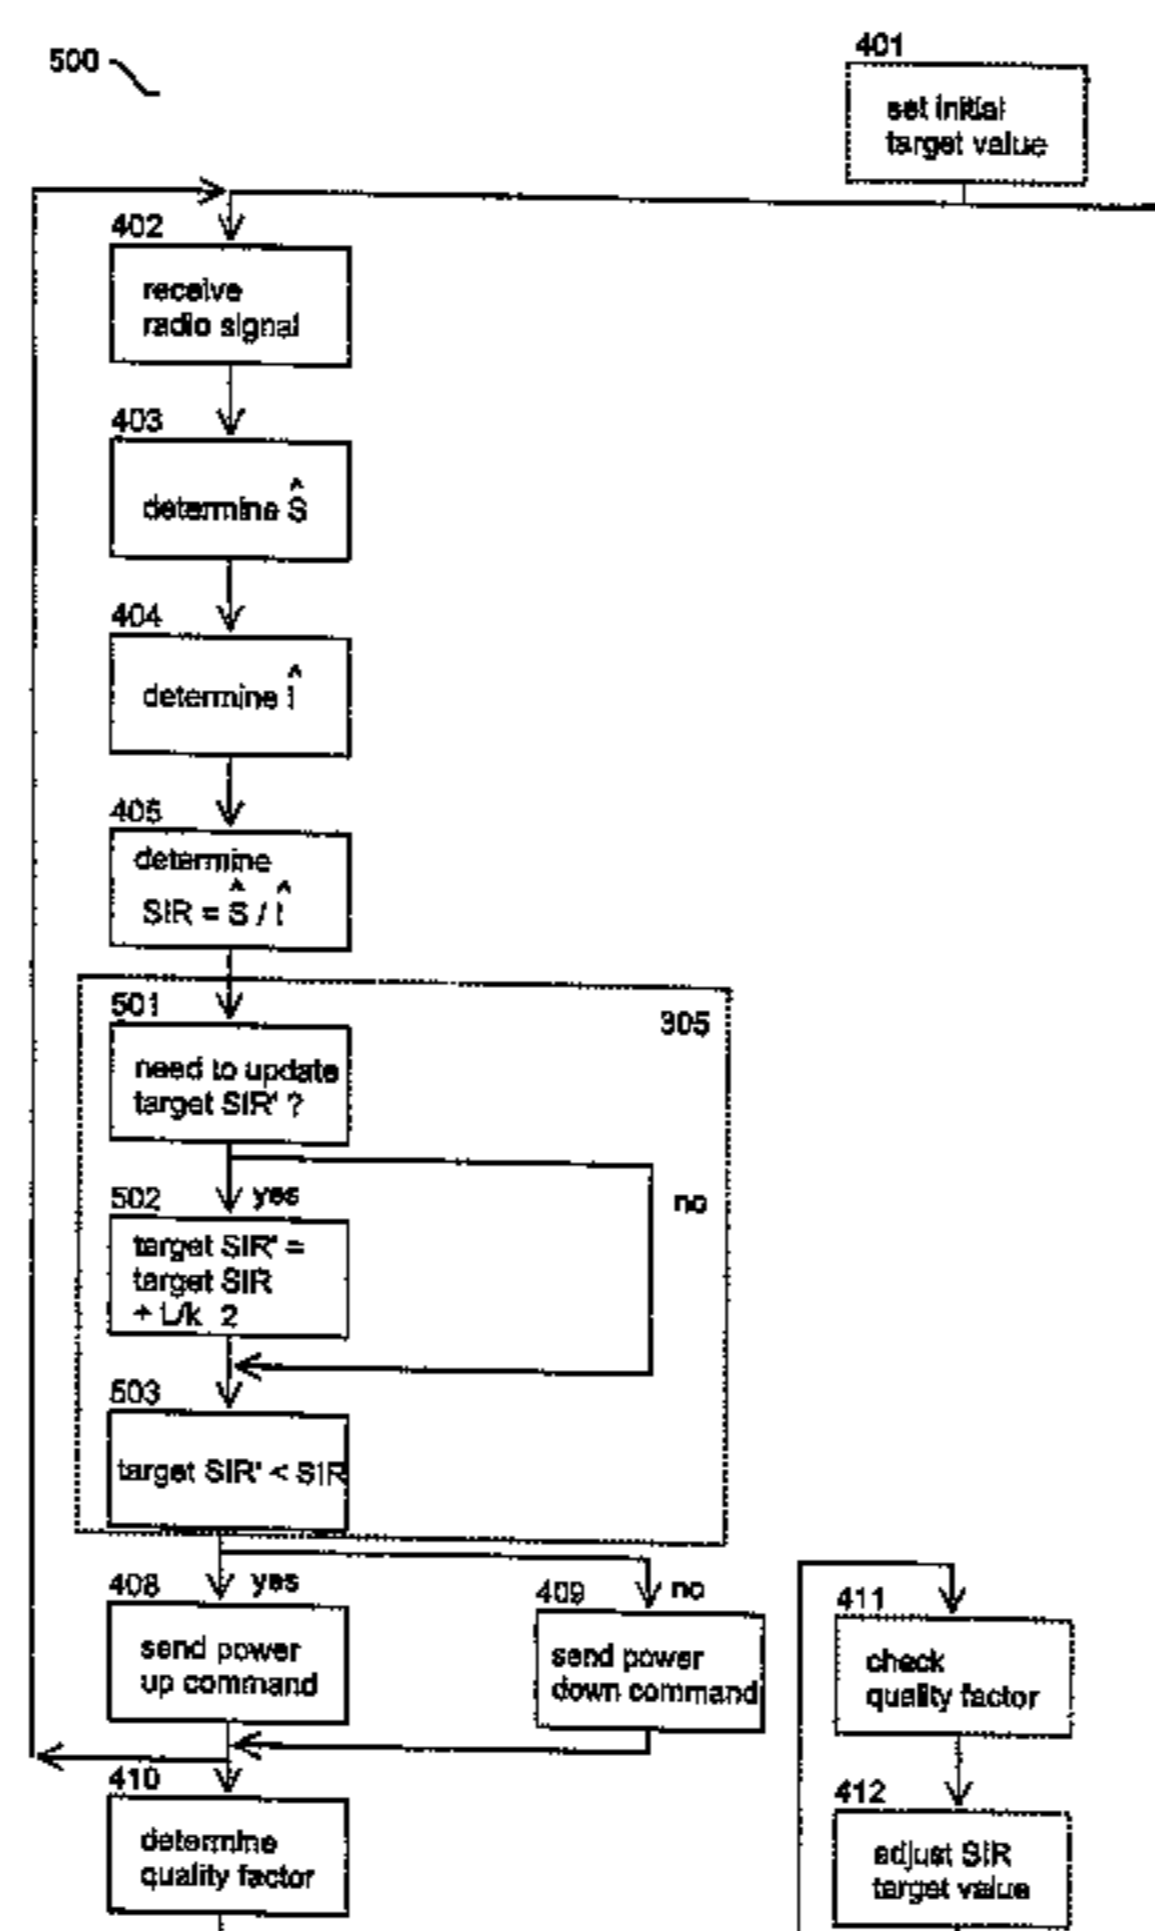 500
401
set initial
target value
402
receive
radio signal
403
determine Ŝ
404
determine Î
405
determine
SIR = Ŝ / Î
305
501
need to update
target SIR' ?
yes
no
502
target SIR' =
target SIR
+ L/k_2
503
target SIR' < SIR
yes
no
408
send power
up command
409
send power
down command
410
determine
quality factor
411
check
quality factor
412
adjust SIR
target value